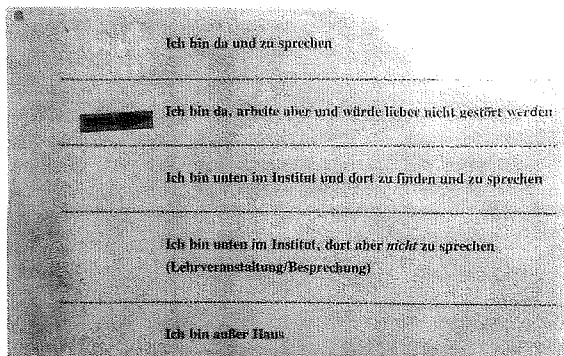 Ich bin da und zu sprechen
Ich bin da, arbeite aber und würde lieber nicht gestört werden
Ich bin unten im Institut und dort zu finden und zu sprechen
Ich bin unten im Institut, dort aber nicht zu sprechen
(Lehrveranstaltung/Besprechung)
Ich bin außer Haus